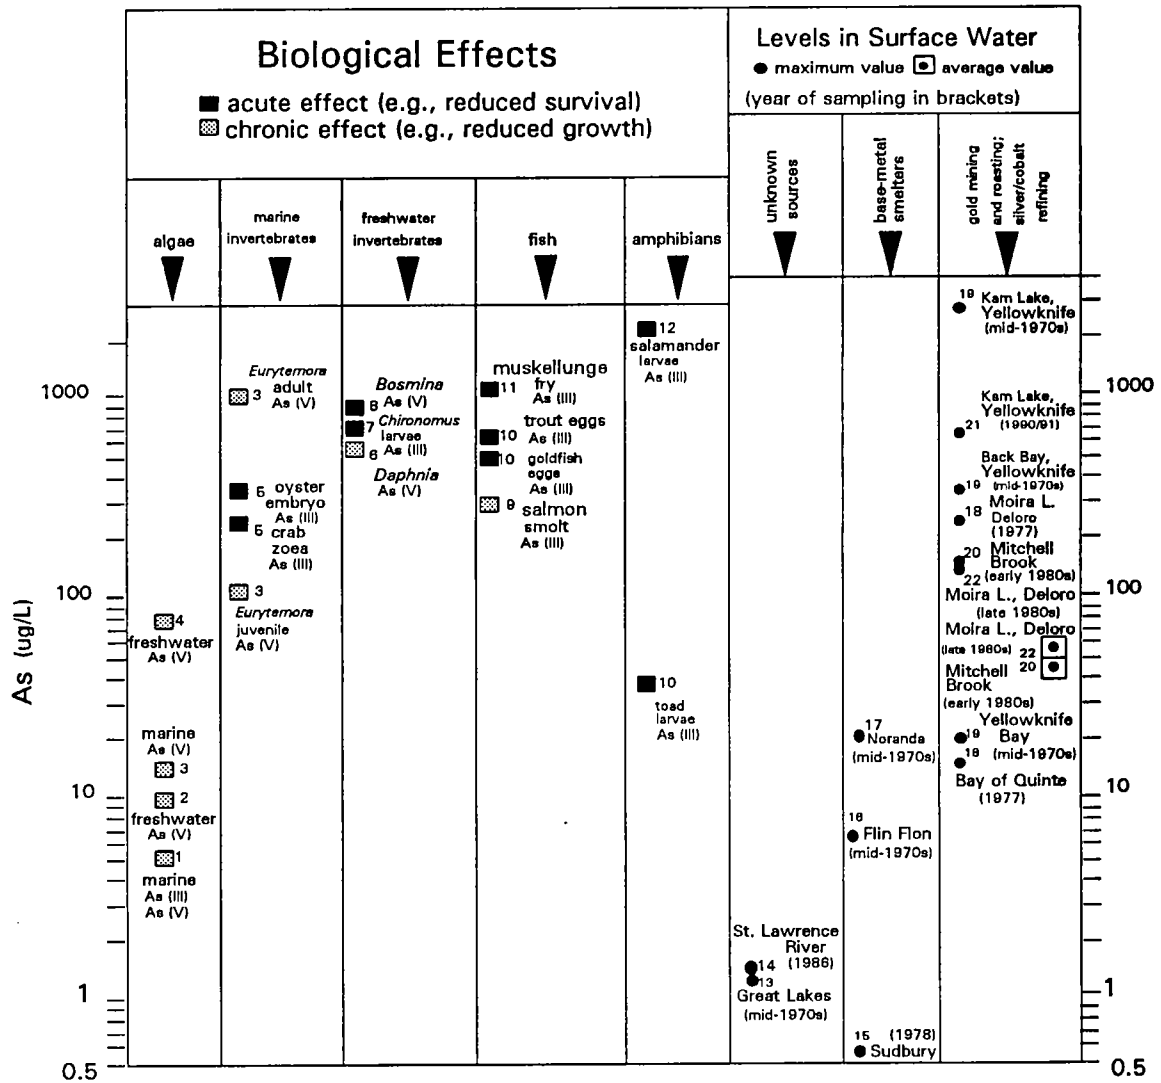 Biological Effects
acute effect (e.g., reduced survival)
chronic effect (e.g., reduced growth)
Levels in Surface Water
maximum value average value
(year of sampling in brackets)
algae
marine
invertebrates
freshwater
invertebrates
fish
amphibians
unknown
sources
base-metal
smelters
gold mining
and roasting;
silver/cobalt
refining
As (ug/L)
1000
100
10
1
0.5
4
freshwater
As (V)
marine
As (V)
3
2
freshwater
As (V)
1
marine
As (III)
As (V)
Eurytemora
3 adult
As (V)
5 oyster
embryo
As (III)
5 crab
zoea
As (III)
3
Eurytemora
juvenile
As (V)
Bosmina
8 As (V)
7 Chironomus
larvae
6 As (III)
Daphnia
As (V)
muskellunge
11 fry
As (III)
trout eggs
10 As (III)
10 goldfish
eggs
As (III)
9 salmon
smolt
As (III)
12
salamander
larvae
As (III)
10
toad
larvae
As (III)
St. Lawrence
River
14 (1986)
13
Great Lakes
(mid-1970s)
17
Noranda
(mid-1970s)
16
Flin Flon
(mid-1970s)
15 (1978)
Sudbury
19 Kam Lake,
Yellowknife
(mid-1970s)
Kam Lake,
Yellowknife
21 (1990/91)
Back Bay,
Yellowknife
19 (mid-1970s)
Moira L.
18 Deloro
(1977)
20 Mitchell
Brook
22 (early 1980s)
Moira L., Deloro
(late 1980s)
Moira L., Deloro
(late 1980s) 22
20
Mitchell
Brook
(early 1980s)
Yellowknife
19 Bay
18 (mid-1970s)
Bay of Quinte
(1977)
1000
100
10
1
0.5